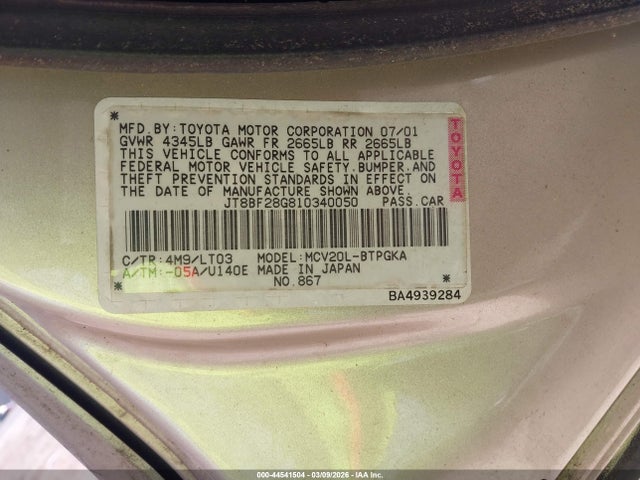 MFD.BY:TOYOTA MOTOR CORPORATION 07/01
GVWR 4345LB GAWR FR 2665LB RR 2665LB
THIS VEHICLE CONFORMS TO ALL APPLICABLE
FEDERAL MOTOR VEHICLE SAFETY,BUMPER,AND
THEFT PREVENTION STANDARDS IN EFFECT ON
THE DATE OF MANUFACTURE SHOWN ABOVE.
JT8BF28G810340050 PASS.CAR
TOYOTA
C/TR:4M9/LT03 MODEL:MCV20L-BTPGKA
A/TM:-05A/U140E MADE IN JAPAN
NO.867
BA4939284
000-44541504 | 03/09/2026 | IAA Inc.